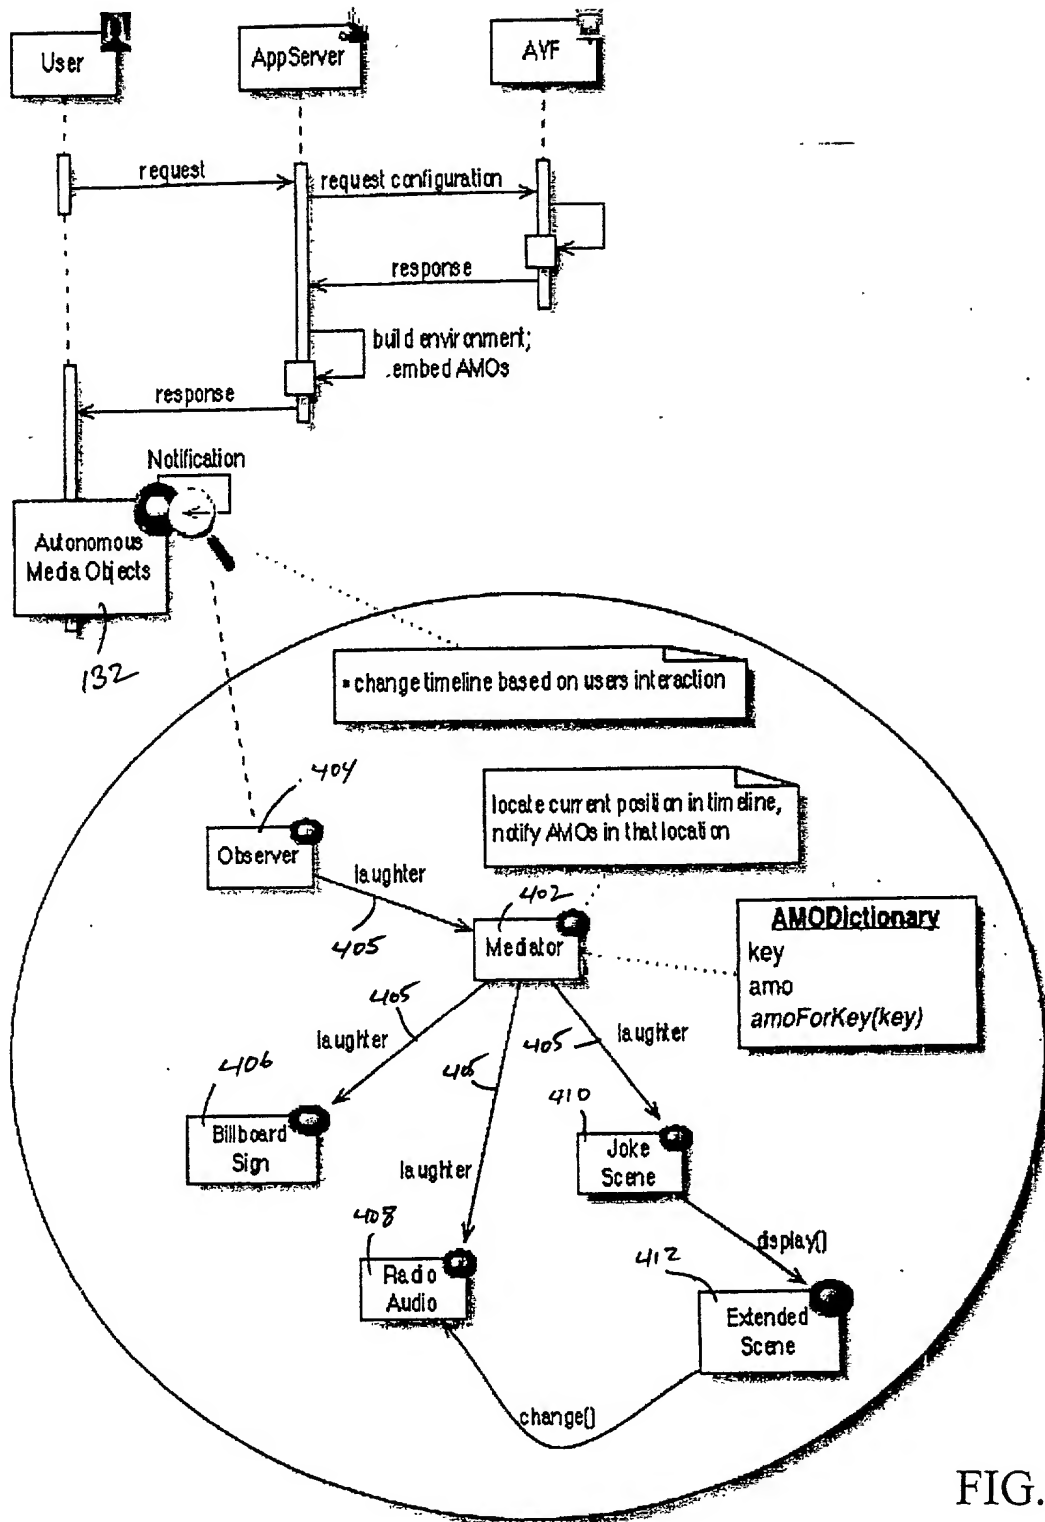 User
AppServer
AYF
request
request configuration
response
build environment;
.embed AMOs
response
Notification
Autonomous
Media Objects
132
change timeline based on users interaction
404
locate current position in timeline,
notify AMOs in that location
Observer
laughter
402
405
Mediator
AMODictionary
key
amo
amoForKey(key)
405
laughter
405
405
laughter
406
410
Billboard
Sign
Joke
Scene
laughter
408
display()
412
Radio
Audio
Extended
Scene
change()
FIG.